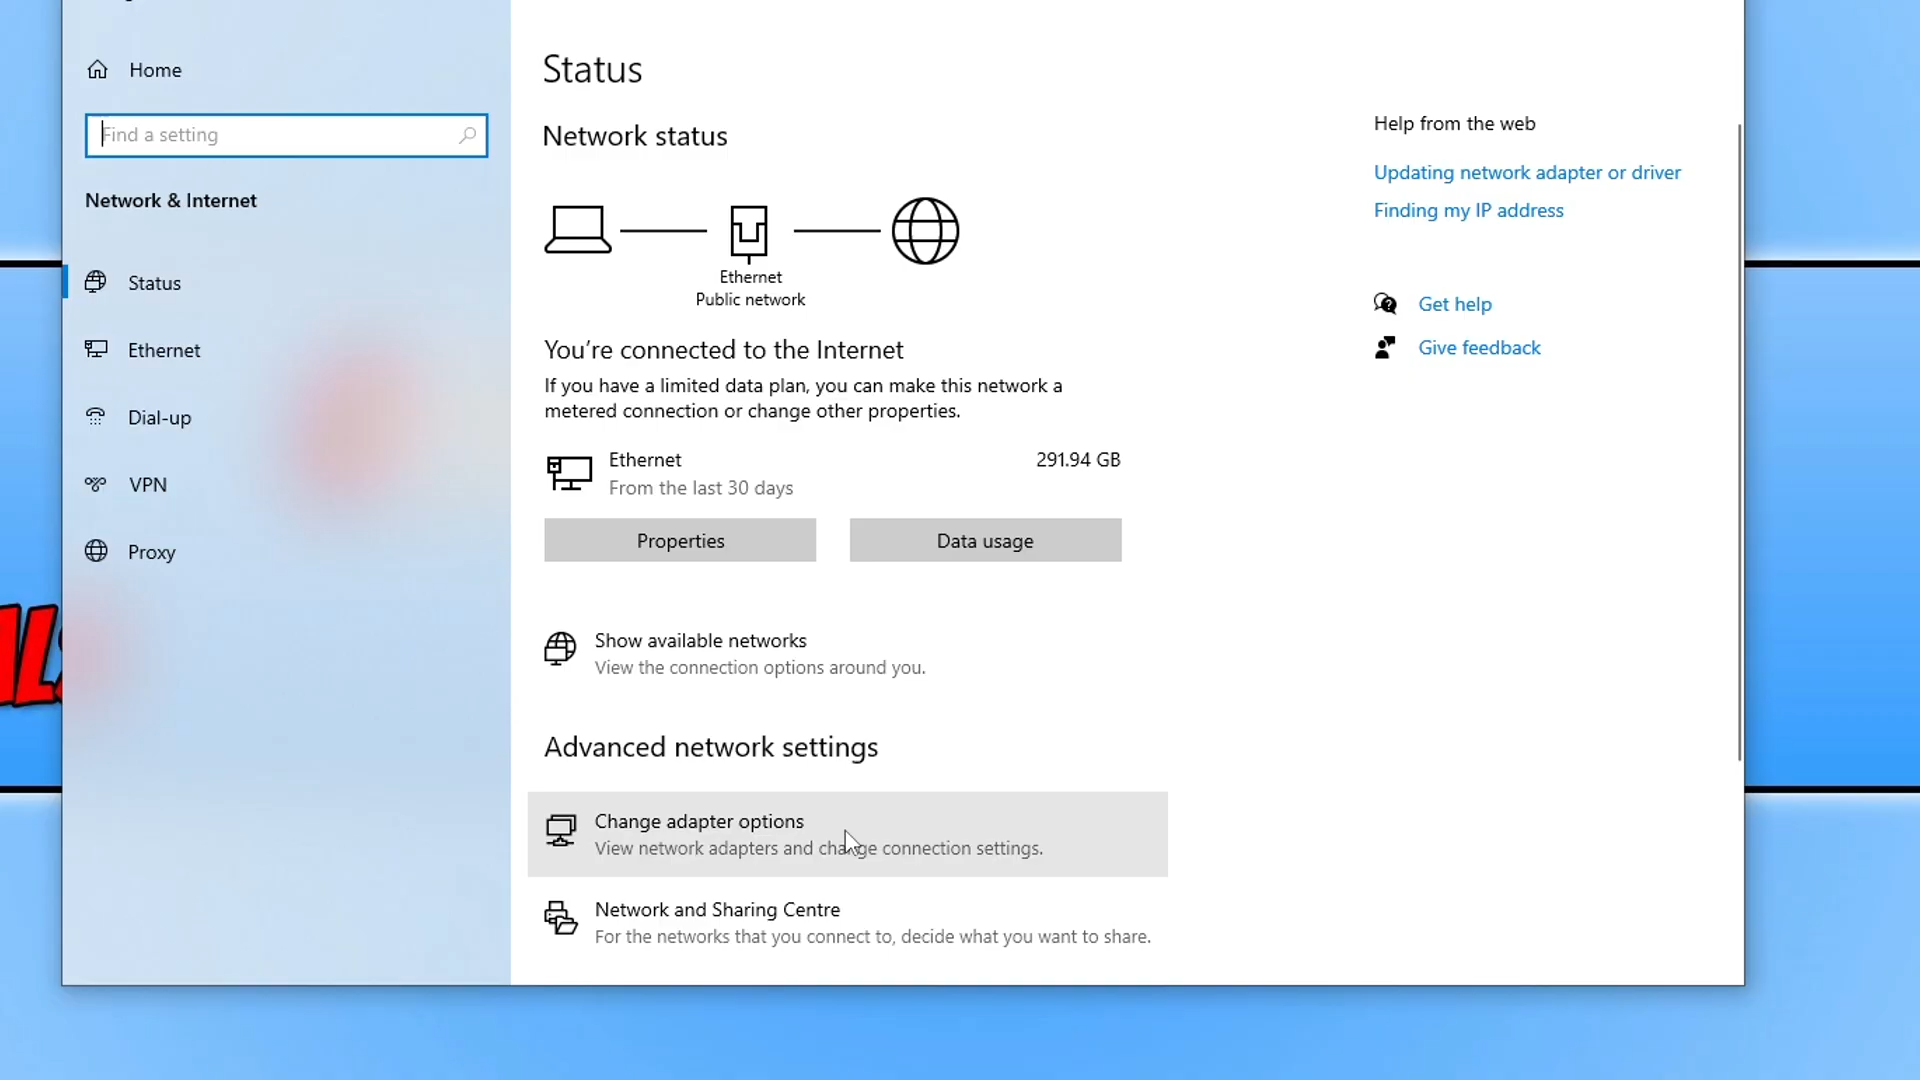 Home
Find a setting
Network & Internet
Status
Ethernet
Dial-up
VPN
Proxy
Status
Network status
Ethernet
Public network
You're connected to the Internet
If you have a limited data plan, you can make this network a
metered connection or change other properties.
Ethernet
291.94 GB
From the last 30 days
Properties
Data usage
Show available networks
View the connection options around you.
Advanced network settings
Change adapter options
View network adapters and change connection settings.
Network and Sharing Centre
For the networks that you connect to, decide what you want to share.
Help from the web
Updating network adapter or driver
Finding my IP address
Get help
Give feedback